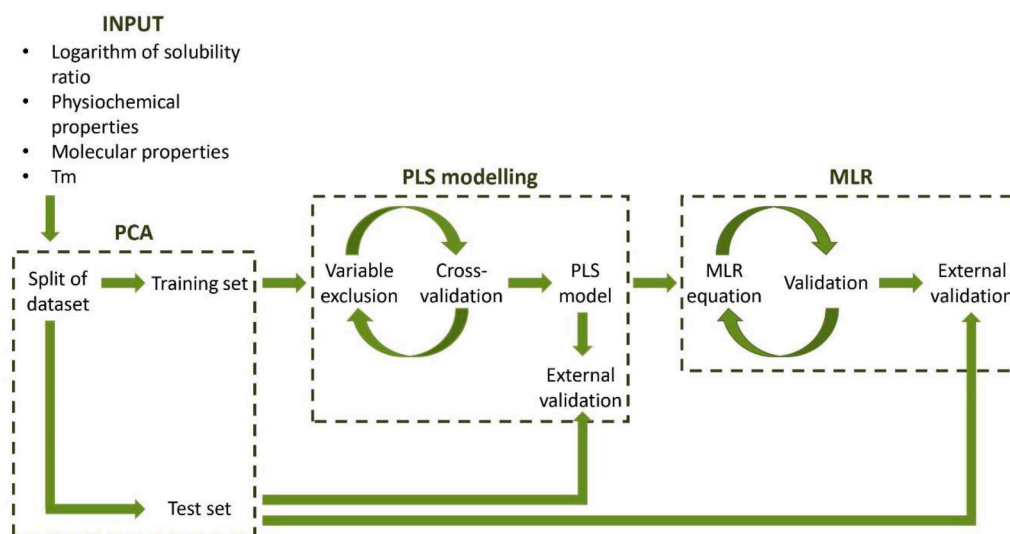 INPUT
• Logarithm of solubility
ratio
• Physiochemical
properties
• Molecular properties
• Tm
PCA
Split of
dataset
Training set
Test set
PLS modelling
Variable
exclusion
Cross-
validation
PLS
model
External
validation
MLR
MLR
equation
Validation
External
validation